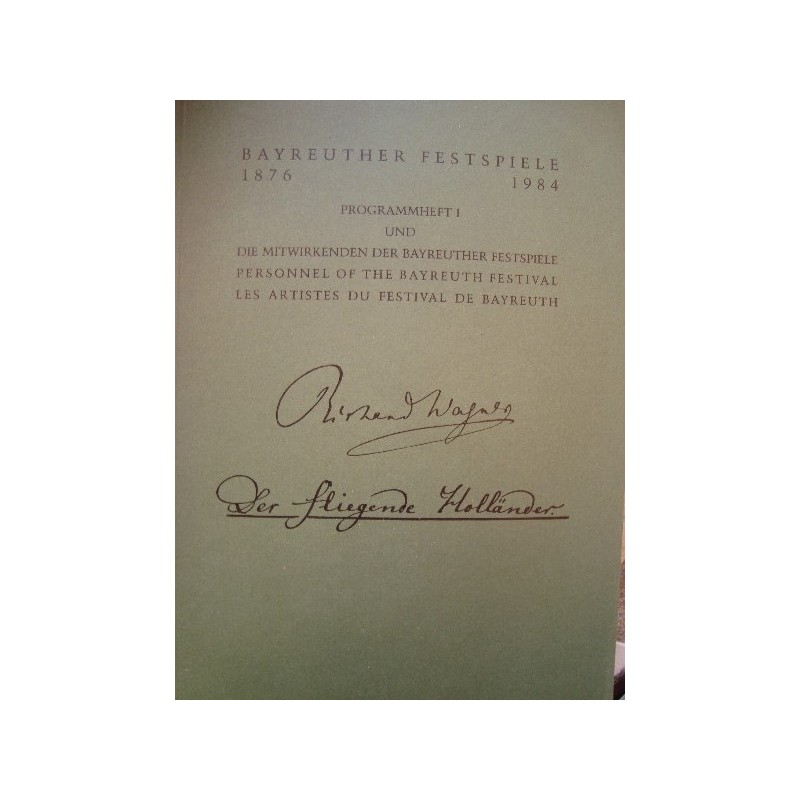 BAYREUTHER FESTSPIELE
1876 1984
PROGRAMMHEFT I
UND
DIE MITWIRKENDEN DER BAYREUTHER FESTSPIELE
PERSONNEL OF THE BAYREUTH FESTIVAL
LES ARTISTES DU FESTIVAL DE BAYREUTH
Richard Wagner
Der fliegende Holländer.